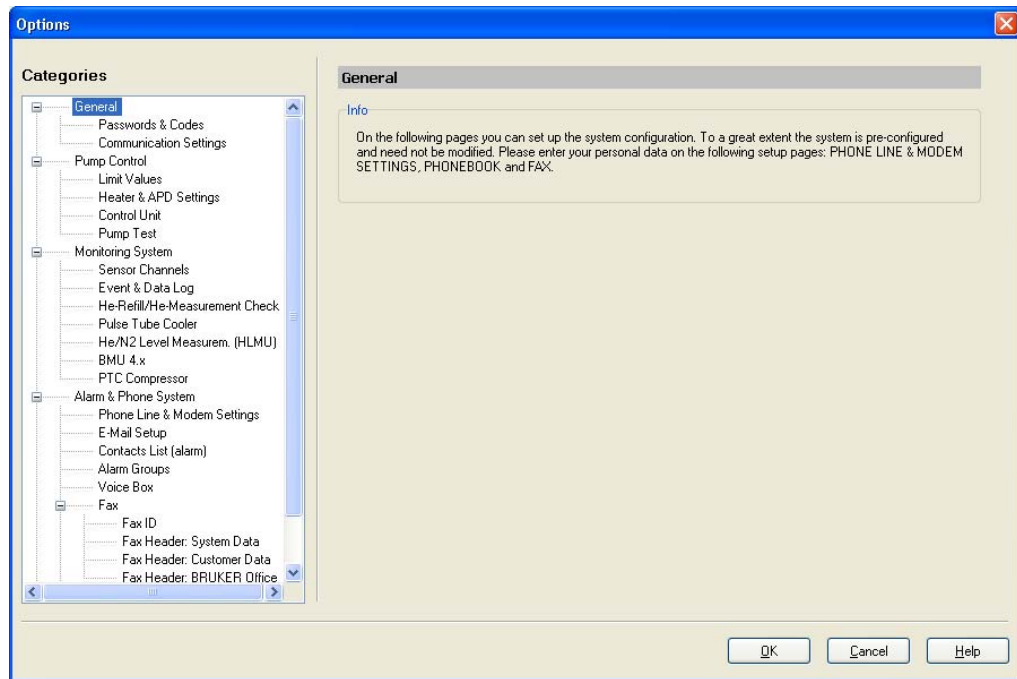 Options
Categories
General
Passwords & Codes
Communication Settings
Pump Control
Limit Values
Heater & APD Settings
Control Unit
Pump Test
Monitoring System
Sensor Channels
Event & Data Log
He-Refill/He-Measurement Check
Pulse Tube Cooler
He/N2 Level Measurem. (HLMU)
BMU 4.x
PTC Compressor
Alarm & Phone System
Phone Line & Modem Settings
E-Mail Setup
Contacts List (alarm)
Alarm Groups
Voice Box
Fax
Fax ID
Fax Header: System Data
Fax Header: Customer Data
Fax Header: BRUKER Office
General
Info
On the following pages you can set up the system configuration. To a great extent the system is pre-configured
and need not be modified. Please enter your personal data on the following setup pages: PHONE LINE & MODEM
SETTINGS, PHONEBOOK and FAX.
OK
Cancel
Help